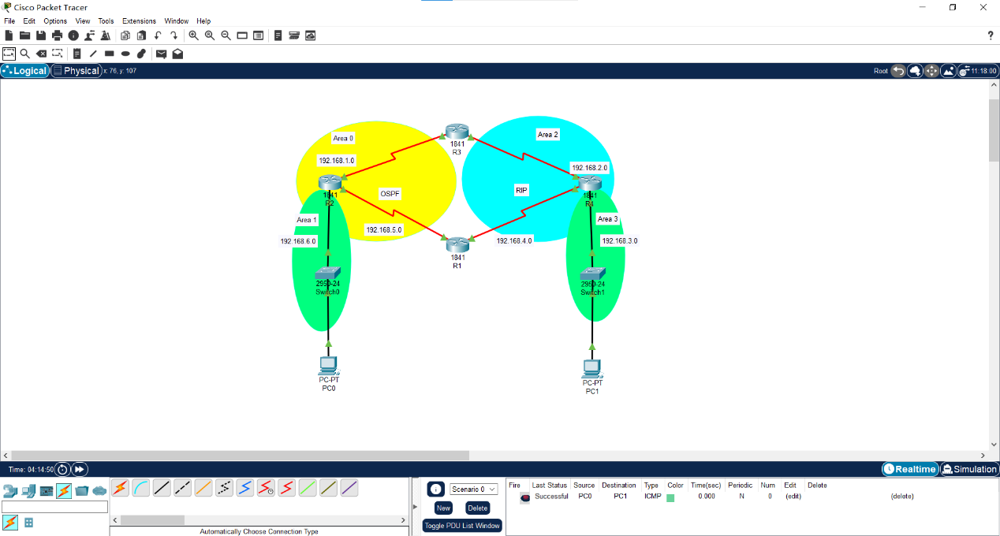 Cisco Packet Tracer
File Edit Options View Tools Extensions Window Help
?
Logical Physical x: 76, y: 107 Root 11:18:00
Area 0
192.168.1.0
1841
R3
Area 2
192.168.2.0
1841
R2
OSPF
RIP
1841
R4
Area 1
192.168.6.0
192.168.5.0
1841
R1
192.168.4.0
Area 3
192.168.3.0
2950-24
Switch0
2950-24
Switch1
PC-PT
PC0
PC-PT
PC1
Time: 04:14:50 Realtime Simulation
Scenario 0
New Delete
Toggle PDU List Window
Fire Last Status Source Destination Type Color Time(sec) Periodic Num Edit Delete
Successful PC0 PC1 ICMP 0.000 N 0 (edit) (delete)
Automatically Choose Connection Type